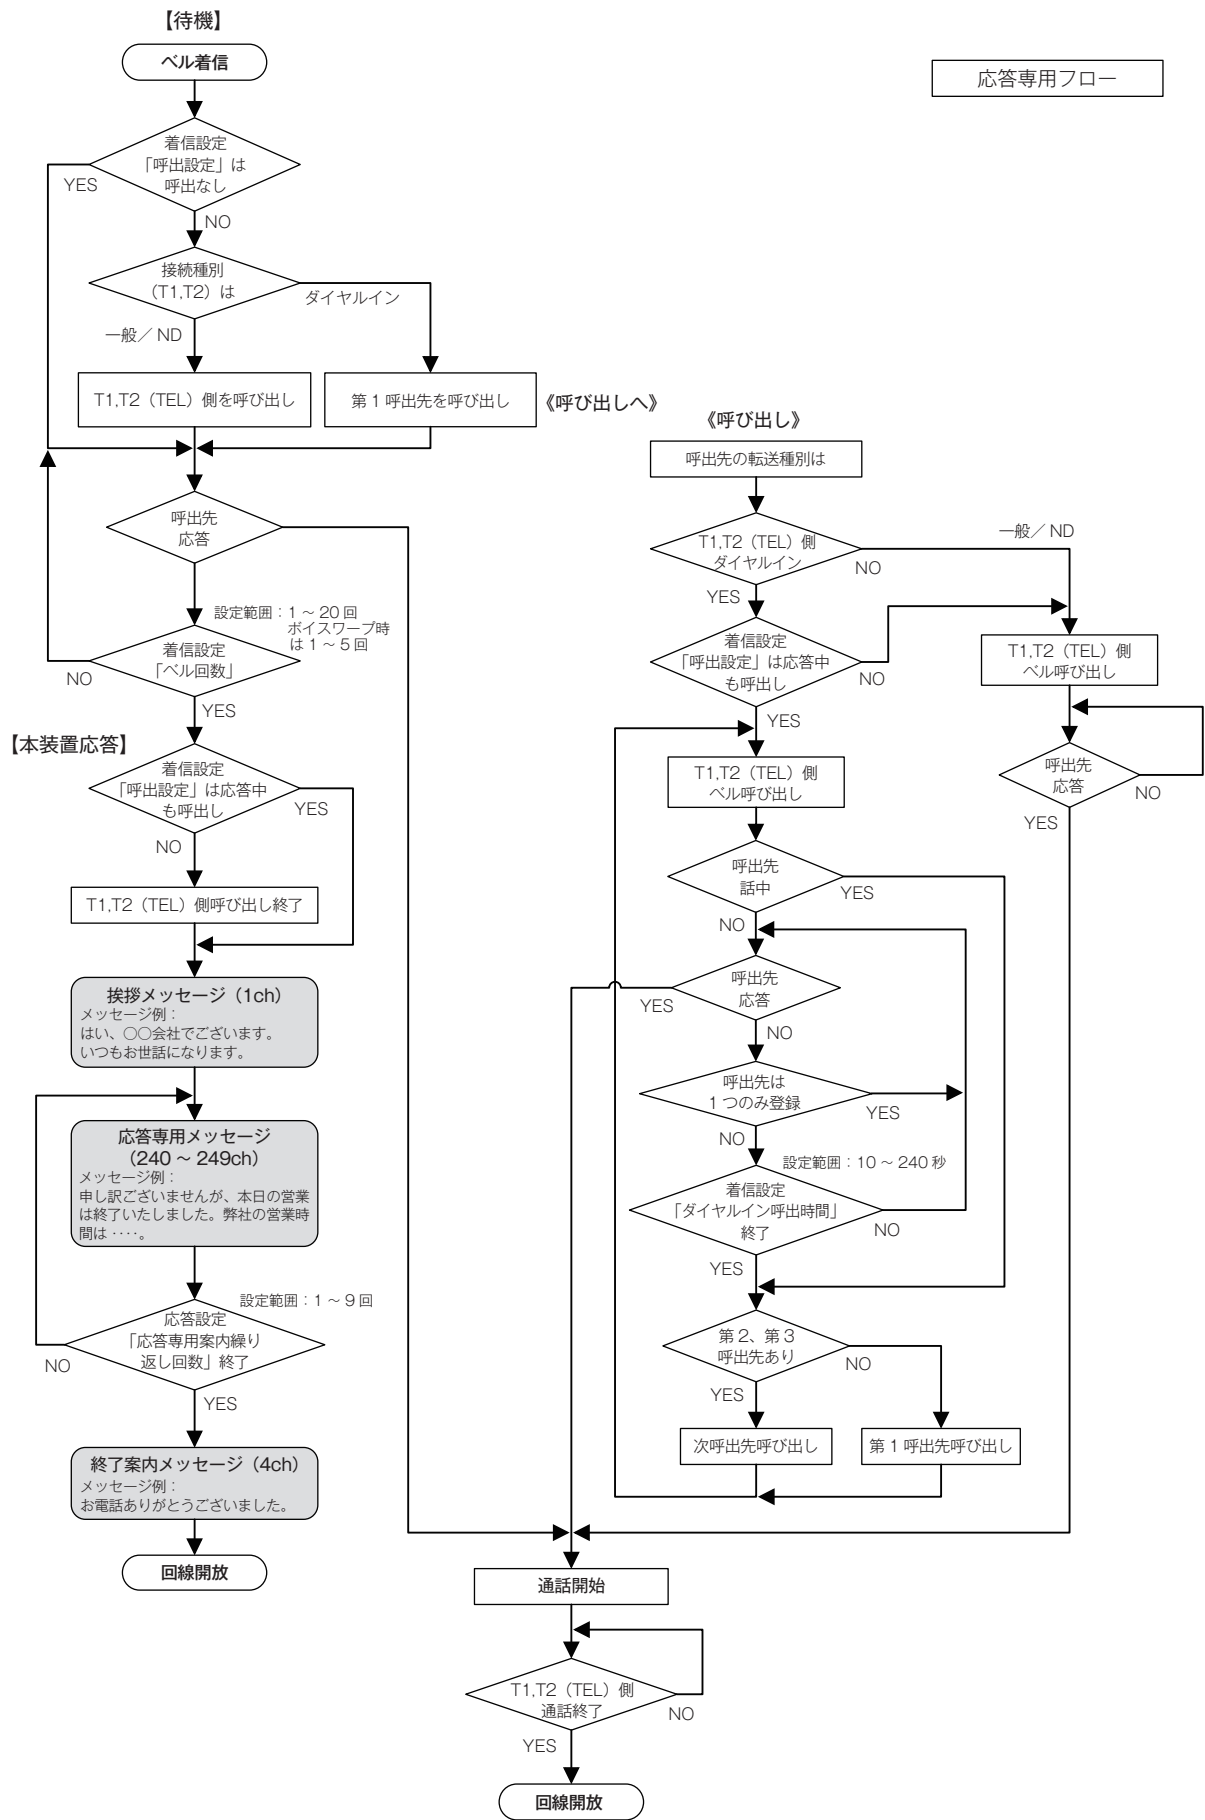 【待機】
ベル着信
応答専用フロー
着信設定
「呼出設定」は
呼出なし
YES
NO
接続種別
（T1,T2）は
ダイヤルイン
一般／ ND
T1,T2（TEL）側を呼び出し
第 1 呼出先を呼び出し
《呼び出しへ》
呼出先
応答
設定範囲：1 ～ 20 回
ボイスワープ時
は 1 ～ 5 回
着信設定
「ベル回数」
NO
YES
【本装置応答】
着信設定
「呼出設定」は応答中
も呼出し
YES
NO
T1,T2（TEL）側呼び出し終了
挨拶メッセージ（1ch）
メッセージ例：
はい、○○会社でございます。
いつもお世話になります。
応答専用メッセージ
（240 ～ 249ch）
メッセージ例：
申し訳ございませんが、本日の営業
は終了いたしました。弊社の営業時
間は ‥‥。
設定範囲：1 ～ 9 回
応答設定
「応答専用案内繰り
返し回数」終了
NO
YES
終了案内メッセージ（4ch）
メッセージ例：
お電話ありがとうございました。
回線開放
《呼び出し》
呼出先の転送種別は
T1,T2（TEL）側
ダイヤルイン
一般／ ND
NO
YES
着信設定
「呼出設定」は応答中
も呼出し
NO
YES
T1,T2（TEL）側
ベル呼び出し
呼出先
応答
NO
YES
T1,T2（TEL）側
ベル呼び出し
呼出先
話中
YES
NO
呼出先
応答
YES
NO
呼出先は
1 つのみ登録
YES
NO
設定範囲：10 ～ 240 秒
着信設定
「ダイヤルイン呼出時間」
終了
NO
YES
第 2、第 3
呼出先あり
NO
YES
次呼出先呼び出し
第 1 呼出先呼び出し
通話開始
T1,T2（TEL）側
通話終了
NO
YES
回線開放